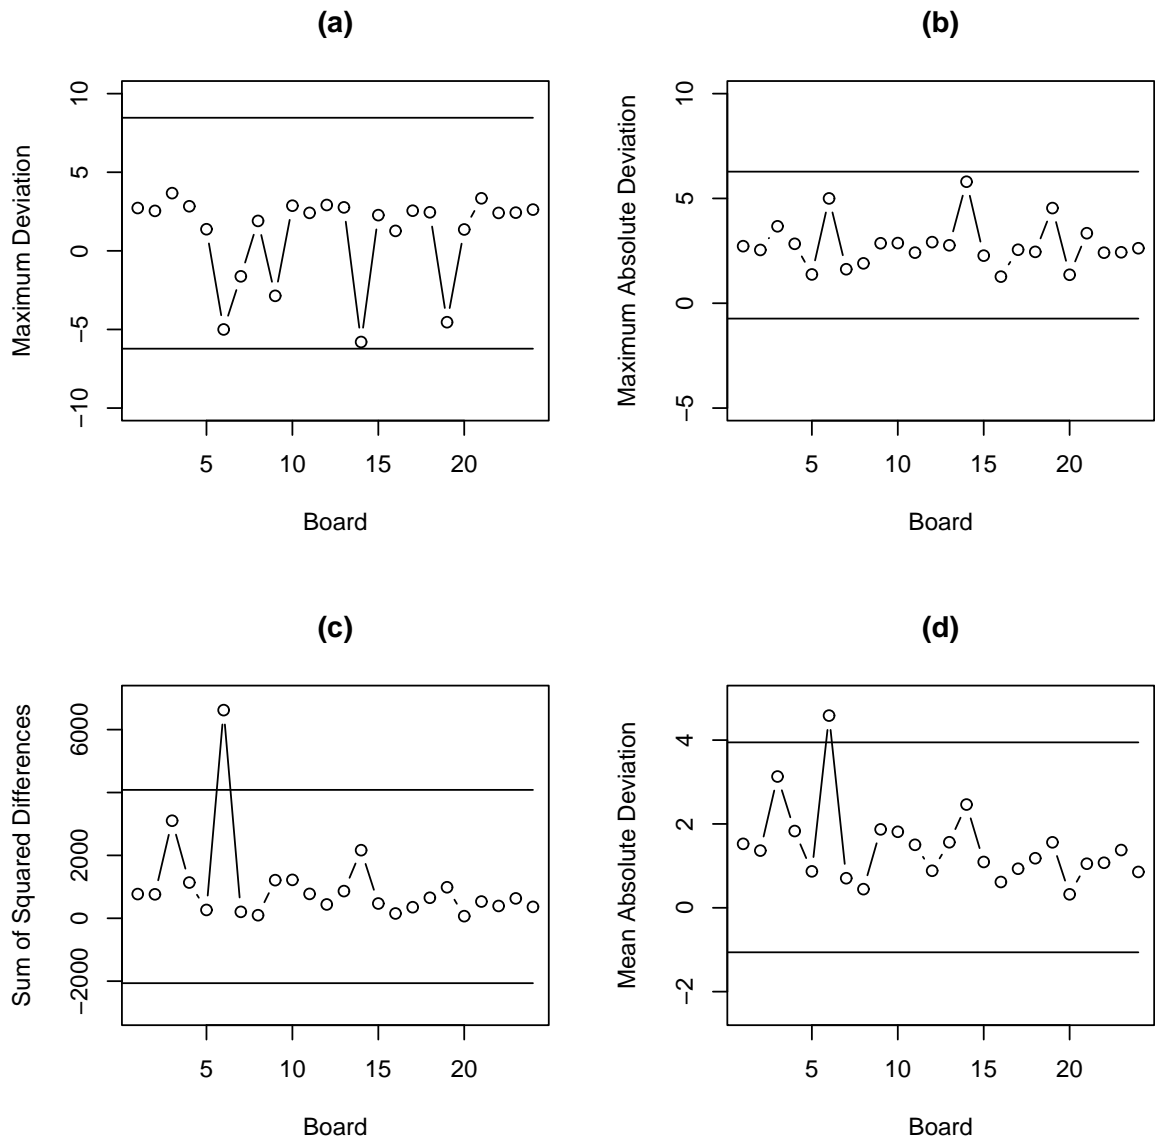 (a)
Maximum Deviation
10
5
0
−5
−10
5 10 15 20
Board
(b)
Maximum Absolute Deviation
10
5
0
−5
5 10 15 20
Board
(c)
Sum of Squared Differences
6000
2000
0
−2000
5 10 15 20
Board
(d)
Mean Absolute Deviation
4
2
0
−2
5 10 15 20
Board